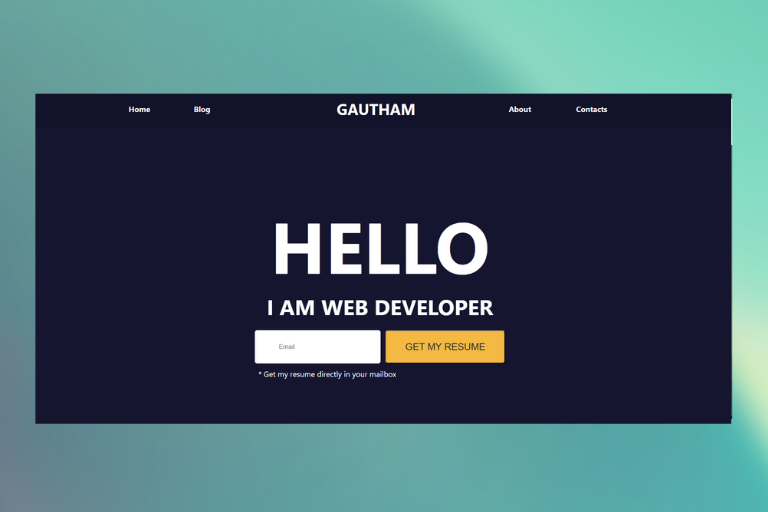 Home Blog GAUTHAM About Contacts
HELLO
I AM WEB DEVELOPER
Email GET MY RESUME
* Get my resume directly in your mailbox